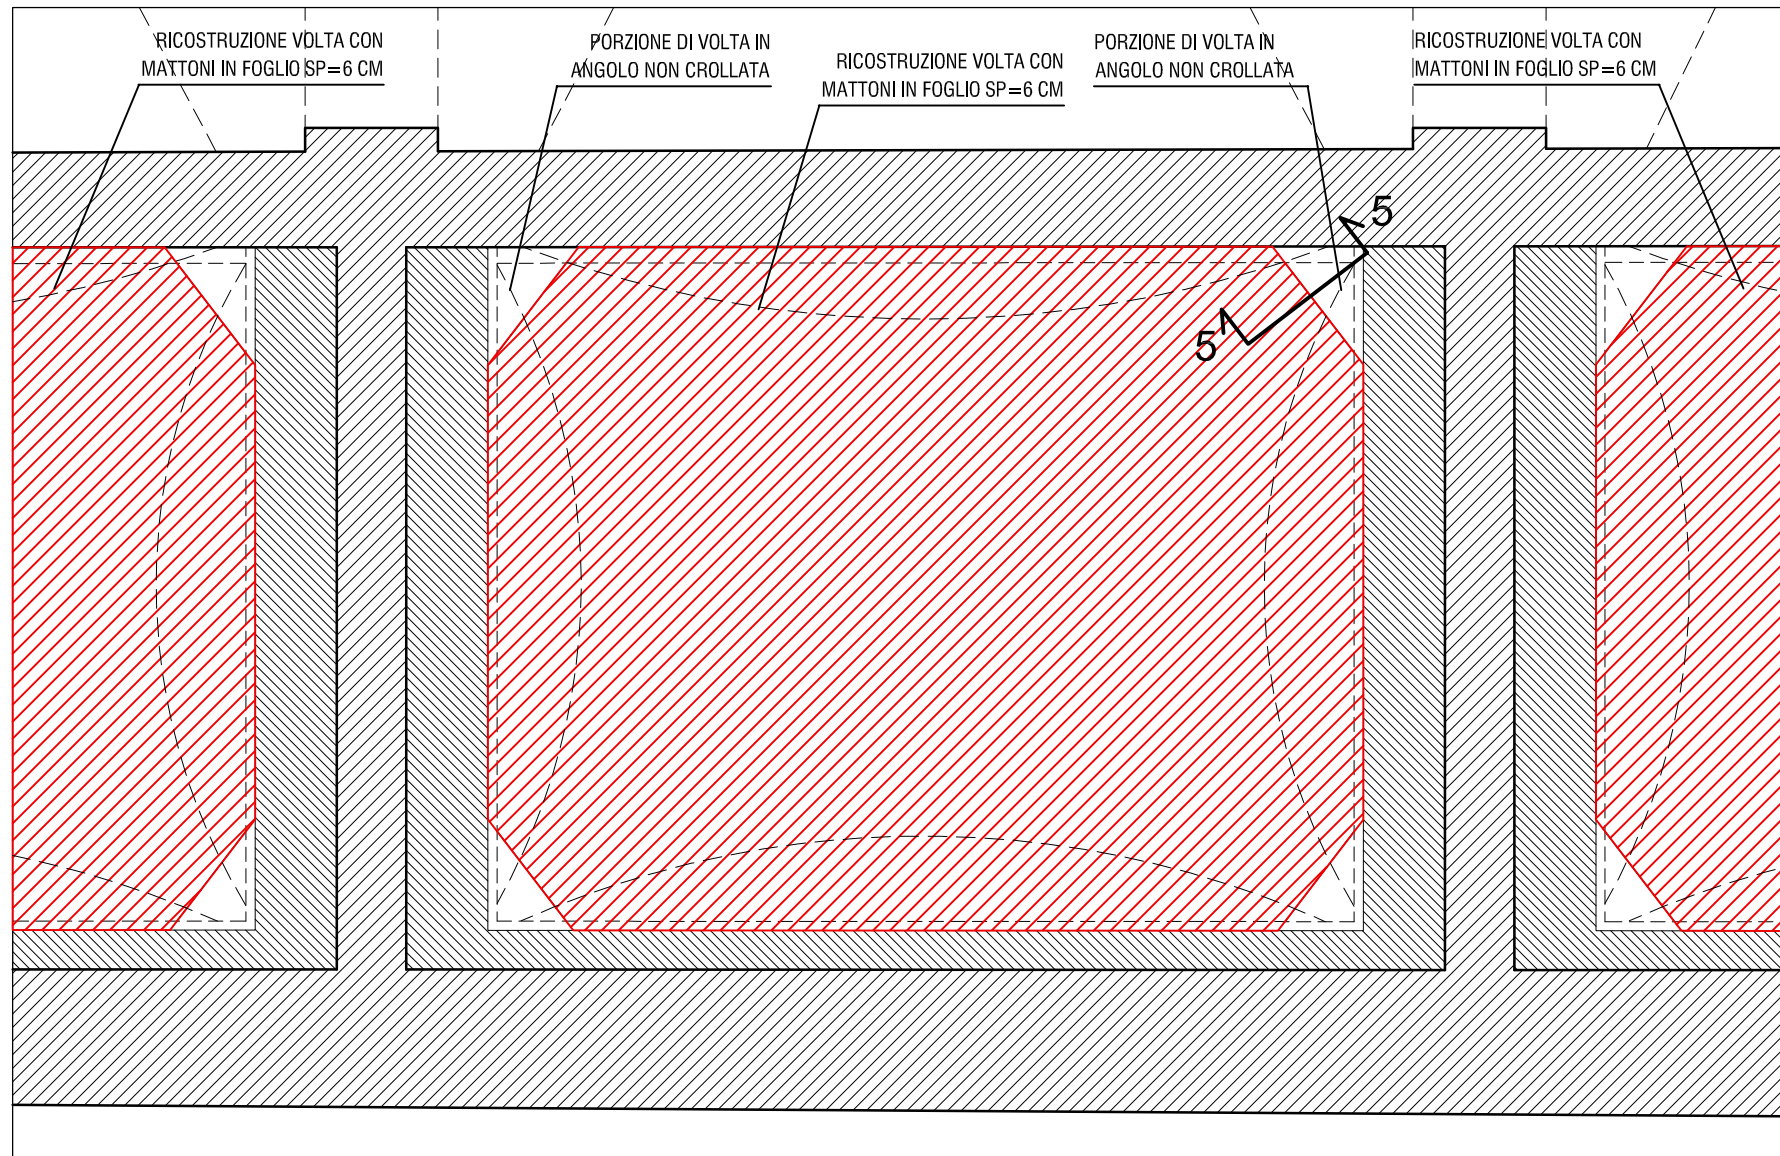 RICOSTRUZIONE VOLTA CON
MATTONI IN FOGLIO SP=6 CM
PORZIONE DI VOLTA IN
ANGOLO NON CROLLATA
RICOSTRUZIONE VOLTA CON
MATTONI IN FOGLIO SP=6 CM
PORZIONE DI VOLTA IN
ANGOLO NON CROLLATA
RICOSTRUZIONE VOLTA CON
MATTONI IN FOGLIO SP=6 CM
5
5